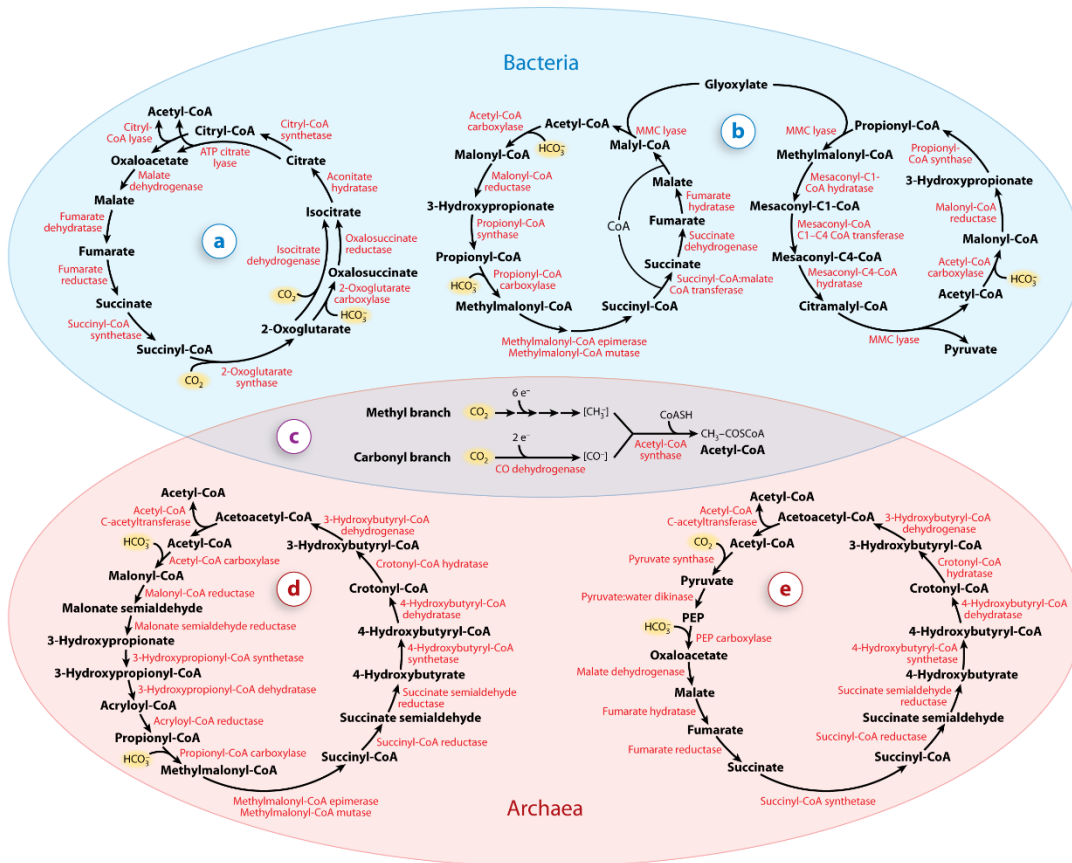 Bacteria
Acetyl-CoA
Citryl-
CoA lyase
Citryl-CoA
Citryl-CoA
synthetase
Oxaloacetate
ATP citrate
lyase
Citrate
Malate
dehydrogenase
Aconitate
hydratase
Malate
Isocitrate
Fumarate
dehydratase
a
Fumarate
Isocitrate
dehydrogenase
Oxalosuccinate
reductase
Fumarate
reductase
Oxalosuccinate
CO₂
2-Oxoglutarate
carboxylase
Succinate
HCO₃⁻
Succinyl-CoA
synthetase
2-Oxoglutarate
Succinyl-CoA
CO₂
2-Oxoglutarate
synthase
Glyoxylate
b
Acetyl-CoA
carboxylase
Acetyl-CoA
MMC lyase
HCO₃⁻
Malyl-CoA
Malonyl-CoA
Malonyl-CoA
reductase
Malate
Fumarate
hydratase
3-Hydroxypropionate
Fumarate
CoA
Propionyl-CoA
synthase
Succinate
dehydrogenase
Propionyl-CoA
Succinate
HCO₃⁻
Propionyl-CoA
carboxylase
Succinyl-CoA:malate
CoA transferase
Methylmalonyl-CoA
Succinyl-CoA
Methylmalonyl-CoA epimerase
Methylmalonyl-CoA mutase
MMC lyase
Propionyl-CoA
Methylmalonyl-CoA
Propionyl-
CoA synthase
Mesaconyl-C1-
CoA hydratase
3-Hydroxypropionate
Mesaconyl-C1-CoA
Mesaconyl-CoA
C1–C4 CoA transferase
Malonyl-CoA
reductase
Malonyl-CoA
Mesaconyl-C4-CoA
Mesaconyl-C4-CoA
hydratase
Acetyl-CoA
carboxylase
HCO₃⁻
Acetyl-CoA
Citramalyl-CoA
MMC lyase
Pyruvate
c
Methyl branch
CO₂
6 e⁻
[CH₃⁻]
CoASH
CH₃–COSCoA
Acetyl-CoA
Acetyl-CoA
synthase
Carbonyl branch
CO₂
2 e⁻
CO dehydrogenase
[CO⁻]
Acetyl-CoA
Acetyl-CoA
C-acetyltransferase
Acetoacetyl-CoA
3-Hydroxybutyryl-CoA
dehydrogenase
HCO₃⁻
Acetyl-CoA
3-Hydroxybutyryl-CoA
Acetyl-CoA carboxylase
Crotonyl-CoA hydratase
Malonyl-CoA
d
Malonyl-CoA reductase
Crotonyl-CoA
Malonate semialdehyde
4-Hydroxybutyryl-CoA
dehydratase
Malonate semialdehyde reductase
4-Hydroxybutyryl-CoA
3-Hydroxypropionate
4-Hydroxybutyryl-CoA
synthetase
3-Hydroxypropionyl-CoA synthetase
3-Hydroxypropionyl-CoA
4-Hydroxybutyrate
3-Hydroxypropionyl-CoA dehydratase
Succinate semialdehyde
reductase
Acryloyl-CoA
Acryloyl-CoA reductase
Succinate semialdehyde
Propionyl-CoA
Succinyl-CoA reductase
HCO₃⁻
Propionyl-CoA carboxylase
Methylmalonyl-CoA
Succinyl-CoA
Methylmalonyl-CoA epimerase
Methylmalonyl-CoA mutase
Acetyl-CoA
Acetyl-CoA
C-acetyltransferase
Acetoacetyl-CoA
3-Hydroxybutyryl-CoA
dehydrogenase
CO₂
Acetyl-CoA
3-Hydroxybutyryl-CoA
Pyruvate synthase
Crotonyl-CoA
hydratase
Pyruvate
e
Crotonyl-CoA
Pyruvate:water dikinase
4-Hydroxybutyryl-CoA
dehydratase
PEP
HCO₃⁻
PEP carboxylase
4-Hydroxybutyryl-CoA
Oxaloacetate
4-Hydroxybutyryl-CoA
synthetase
Malate dehydrogenase
4-Hydroxybutyrate
Malate
Succinate semialdehyde
reductase
Fumarate hydratase
Succinate semialdehyde
Fumarate
Succinyl-CoA reductase
Fumarate reductase
Succinyl-CoA
Succinate
Succinyl-CoA synthetase
Archaea